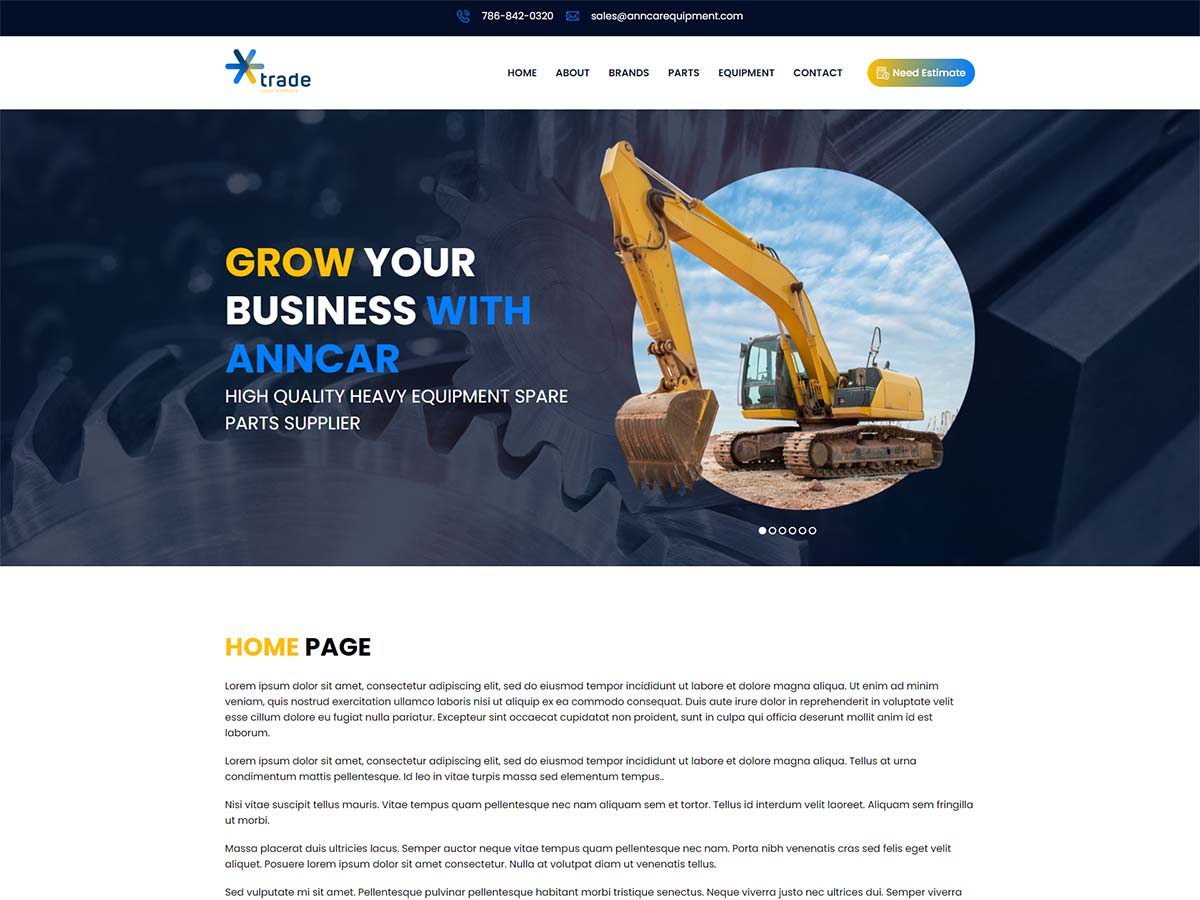 786-842-0320 sales@anncarequipment.com
trade
HOME ABOUT BRANDS PARTS EQUIPMENT CONTACT Need Estimate
GROW YOUR
BUSINESS WITH
ANNCAR
HIGH QUALITY HEAVY EQUIPMENT SPARE
PARTS SUPPLIER
HOME PAGE
Lorem ipsum dolor sit amet, consectetur adipiscing elit, sed do eiusmod tempor incididunt ut labore et dolore magna aliqua. Ut enim ad minim
veniam, quis nostrud exercitation ullamco laboris nisi ut aliquip ex ea commodo consequat. Duis aute irure dolor in reprehenderit in voluptate velit
esse cillum dolore eu fugiat nulla pariatur. Excepteur sint occaecat cupidatat non proident, sunt in culpa qui officia deserunt mollit anim id est
laborum.
Lorem ipsum dolor sit amet, consectetur adipiscing elit, sed do eiusmod tempor incididunt ut labore et dolore magna aliqua. Tellus at urna
condimentum mattis pellentesque. Id leo in vitae turpis massa sed elementum tempus..
Nisi vitae suscipit tellus mauris. Vitae tempus quam pellentesque nec nam aliquam sem et tortor. Tellus id interdum velit laoreet. Aliquam sem fringilla
ut morbi.
Massa placerat duis ultricies lacus. Semper auctor neque vitae tempus quam pellentesque nec nam. Porta nibh venenatis cras sed felis eget velit
aliquet. Posuere lorem ipsum dolor sit amet consectetur. Nulla at volutpat diam ut venenatis tellus.
Sed vulputate mi sit amet. Pellentesque pulvinar pellentesque habitant morbi tristique senectus. Neque viverra justo nec ultrices dui. Semper viverra